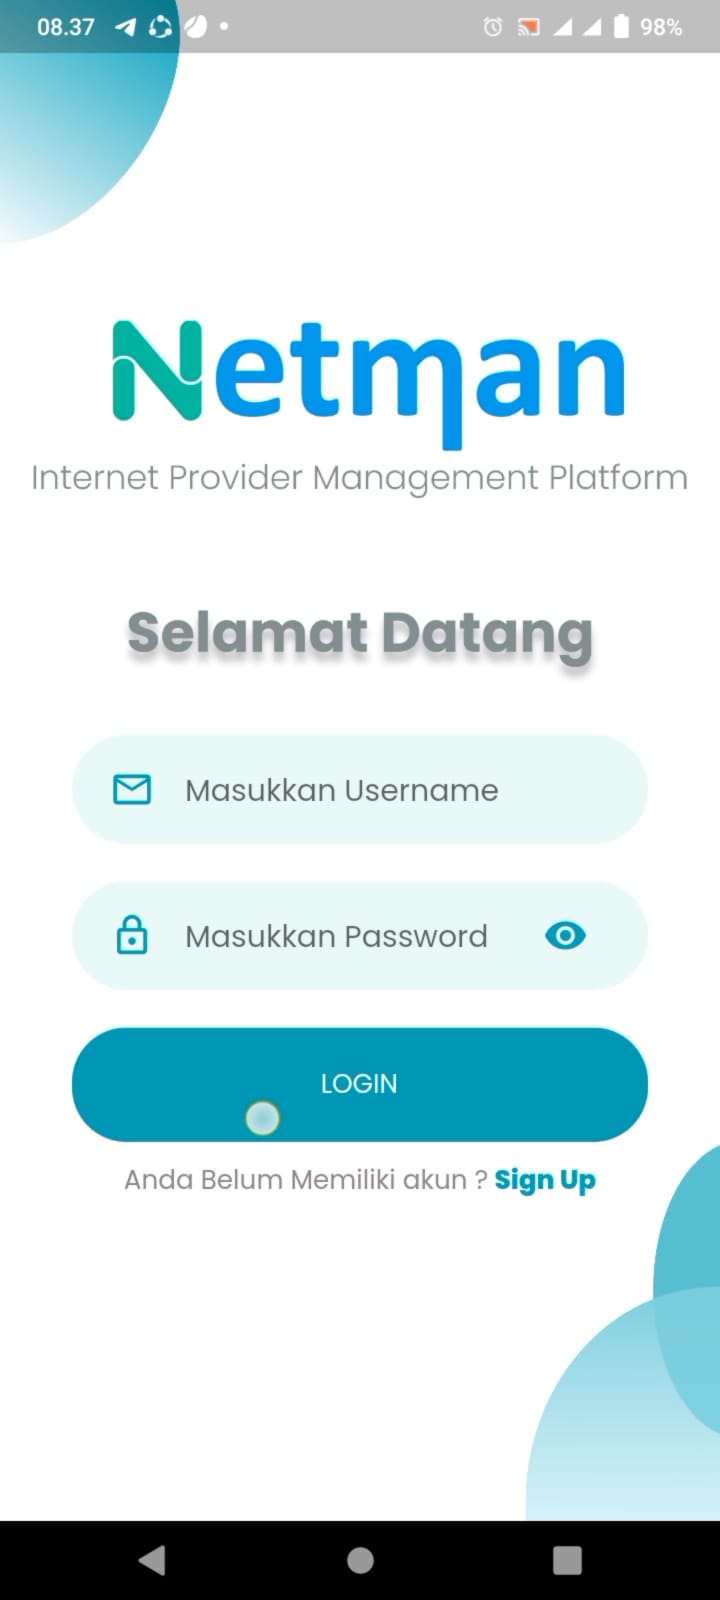 08.37
98%
Netman
Internet Provider Management Platform
Selamat Datang
Masukkan Username
Masukkan Password
LOGIN
Anda Belum Memiliki akun ? Sign Up